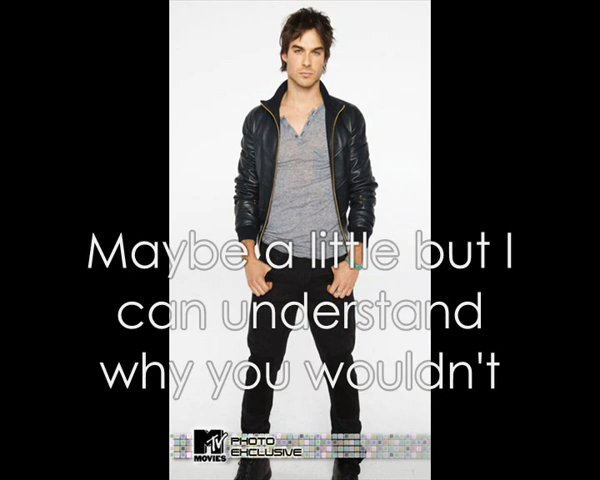 Maybe a little but I
can understand
why you wouldn't
MTV PHOTO
MOVIES EXCLUSIVE